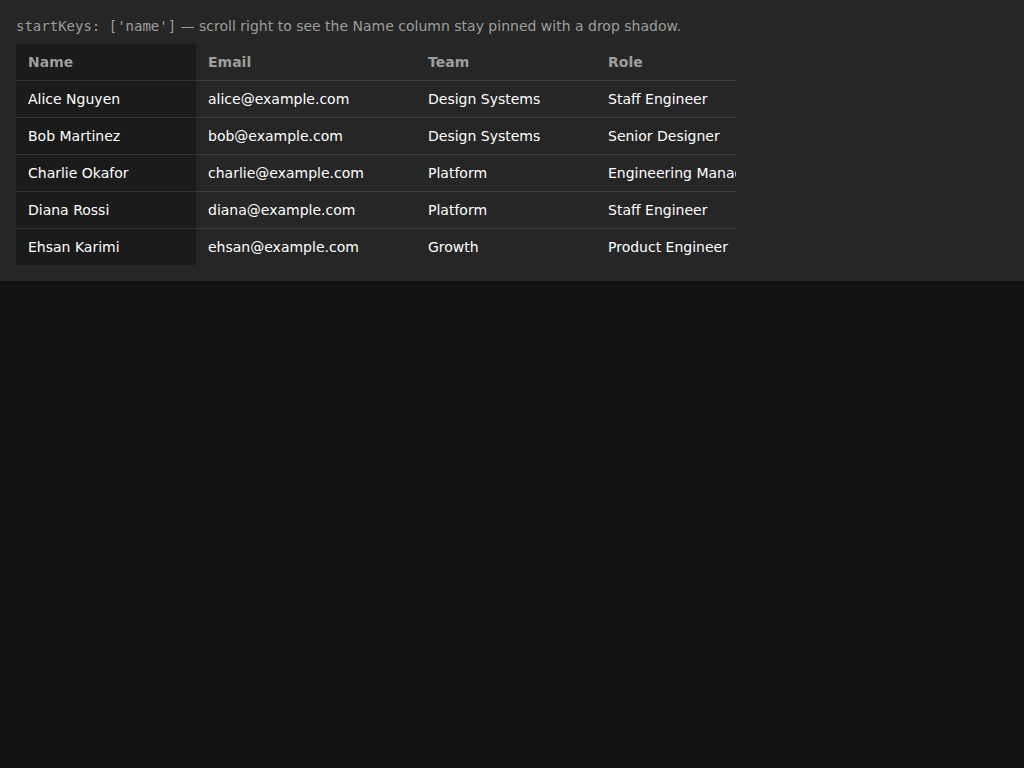 startKeys: ['name'] — scroll right to see the Name column stay pinned with a drop shadow.
Name Email Team Role
Alice Nguyen alice@example.com Design Systems Staff Engineer
Bob Martinez bob@example.com Design Systems Senior Designer
Charlie Okafor charlie@example.com Platform Engineering Mana
Diana Rossi diana@example.com Platform Staff Engineer
Ehsan Karimi ehsan@example.com Growth Product Engineer